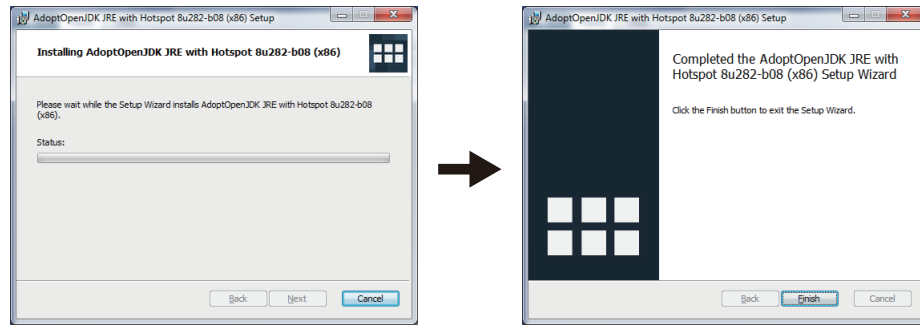 AdoptOpenJDK JRE with Hotspot 8u282-b08 (x86) Setup
Installing AdoptOpenJDK JRE with Hotspot 8u282-b08 (x86)
Please wait while the Setup Wizard installs AdoptOpenJDK JRE with Hotspot 8u282-b08
(x86).
Status:
Back Next Cancel
AdoptOpenJDK JRE with Hotspot 8u282-b08 (x86) Setup
Completed the AdoptOpenJDK JRE with
Hotspot 8u282-b08 (x86) Setup Wizard
Click the Finish button to exit the Setup Wizard.
Back Finish Cancel